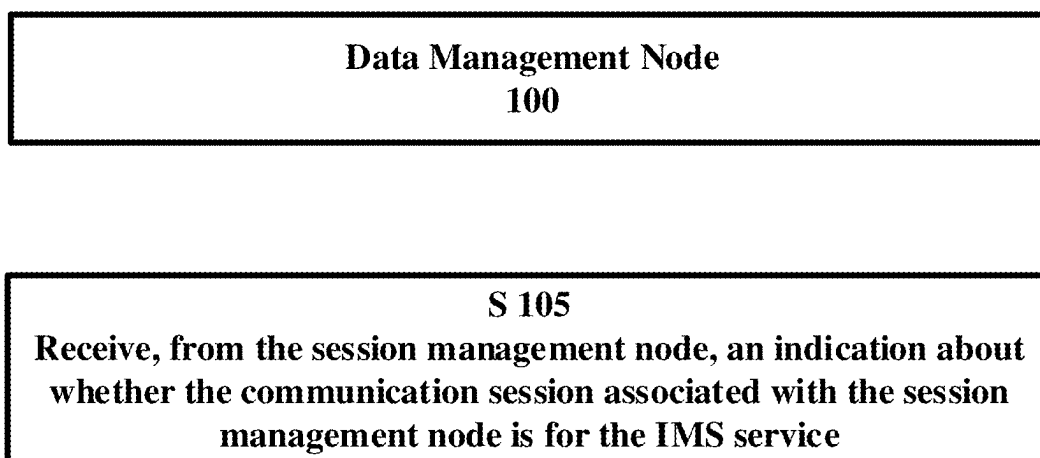 Data Management Node
100
S 105
Receive, from the session management node, an indication about
whether the communication session associated with the session
management node is for the IMS service